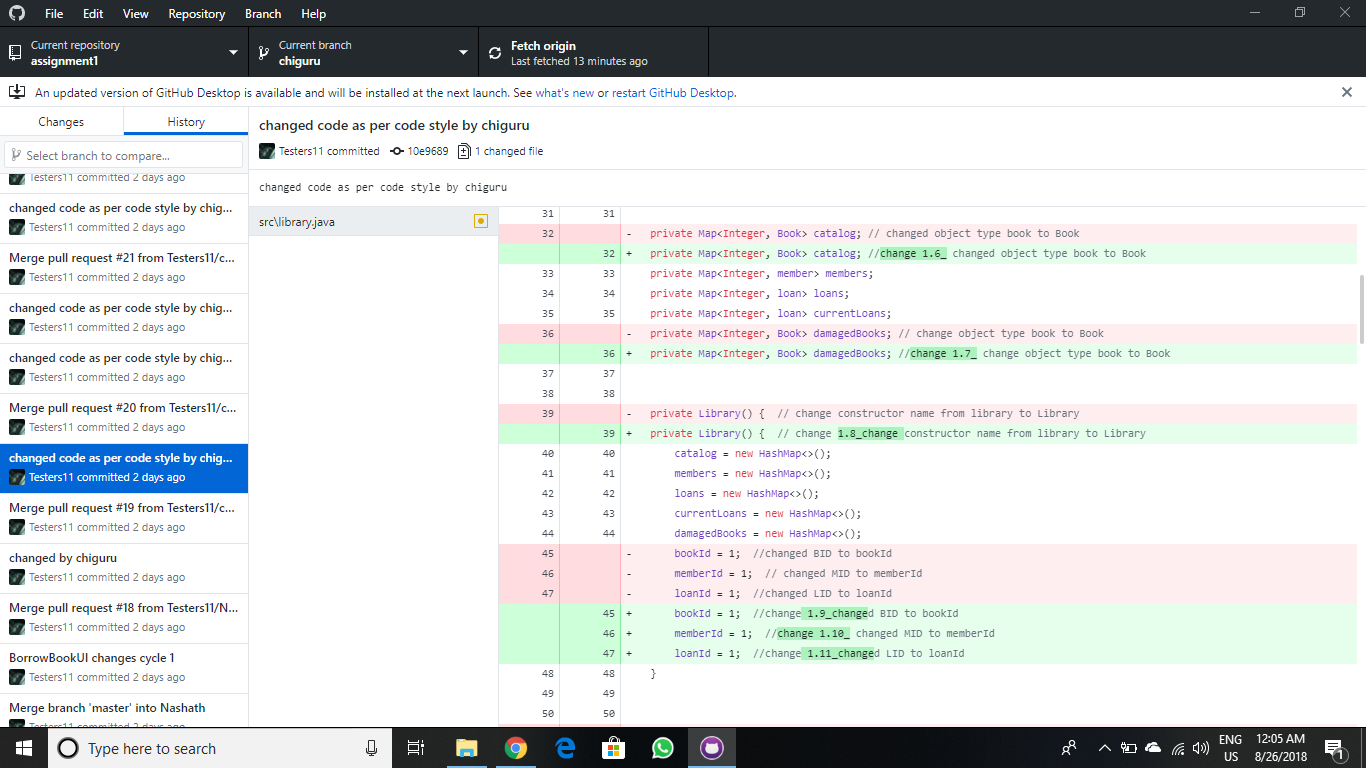 File Edit View Repository Branch Help
Current repository
assignment1
Current branch
chiguru
Fetch origin
Last fetched 13 minutes ago
An updated version of GitHub Desktop is available and will be installed at the next launch. See what's new or restart GitHub Desktop.
Changes
History
Select branch to compare...
Testers11 committed 2 days ago
changed code as per code style by chig...
Testers11 committed 2 days ago
Merge pull request #21 from Testers11/c...
Testers11 committed 2 days ago
changed code as per code style by chig...
Testers11 committed 2 days ago
changed code as per code style by chig...
Testers11 committed 2 days ago
Merge pull request #20 from Testers11/c...
Testers11 committed 2 days ago
changed code as per code style by chig...
Testers11 committed 2 days ago
Merge pull request #19 from Testers11/c...
Testers11 committed 2 days ago
changed by chiguru
Testers11 committed 2 days ago
Merge pull request #18 from Testers11/N...
Testers11 committed 2 days ago
BorrowBookUI changes cycle 1
Testers11 committed 2 days ago
Merge branch 'master' into Nashath
Testers11 committed 2 days ago
changed code as per code style by chiguru
Testers11 committed 10e9689 1 changed file
changed code as per code style by chiguru
src\library.java
31 31
32 - private Map<Integer, Book> catalog; // changed object type book to Book
32 + private Map<Integer, Book> catalog; //change 1.6_ changed object type book to Book
33 33 private Map<Integer, member> members;
34 34 private Map<Integer, loan> loans;
35 35 private Map<Integer, loan> currentLoans;
36 - private Map<Integer, Book> damagedBooks; // change object type book to Book
36 + private Map<Integer, Book> damagedBooks; //change 1.7_ change object type book to Book
37 37
38 38
39 - private Library() { // change constructor name from library to Library
39 + private Library() { // change 1.8_change constructor name from library to Library
40 40 catalog = new HashMap<>();
41 41 members = new HashMap<>();
42 42 loans = new HashMap<>();
43 43 currentLoans = new HashMap<>();
44 44 damagedBooks = new HashMap<>();
45 - bookId = 1; //changed BID to bookId
46 - memberId = 1; // changed MID to memberId
47 - loanId = 1; //changed LID to loanId
45 + bookId = 1; //change 1.9_changed BID to bookId
46 + memberId = 1; //change 1.10_ changed MID to memberId
47 + loanId = 1; //change 1.11_changed LID to loanId
48 48 }
49 49
50 50
Type here to search
ENG
US
12:05 AM
8/26/2018
1